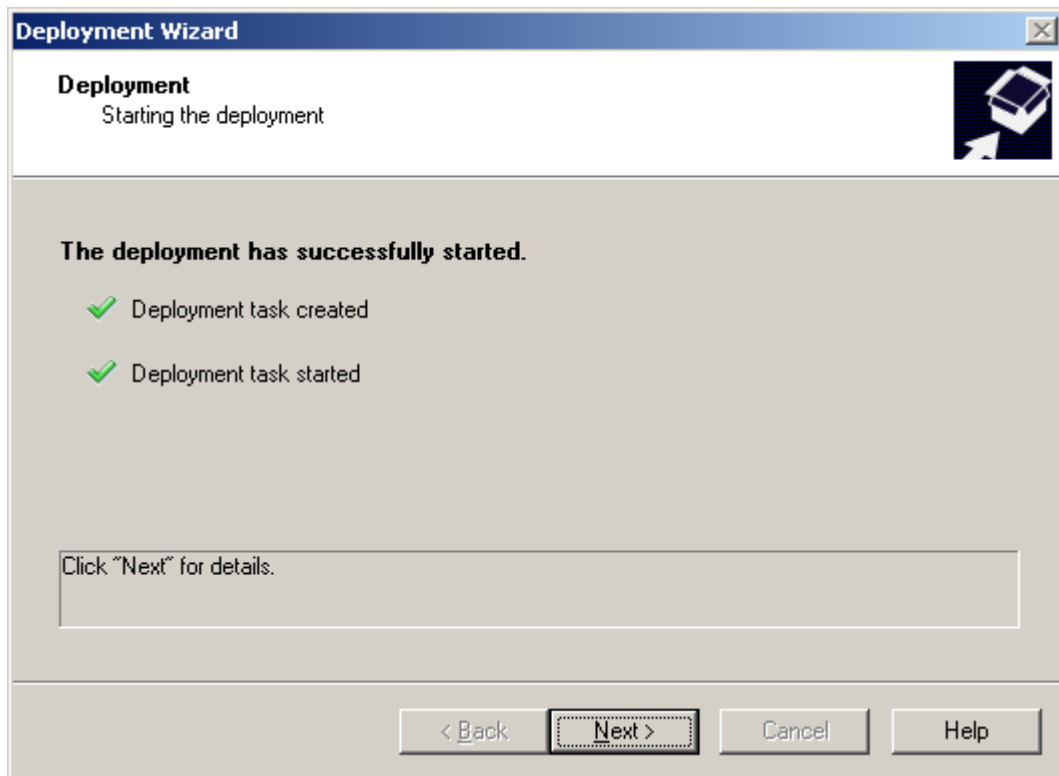 Deployment Wizard
Deployment
Starting the deployment
The deployment has successfully started.
Deployment task created
Deployment task started
Click "Next" for details.
< Back
Next >
Cancel
Help